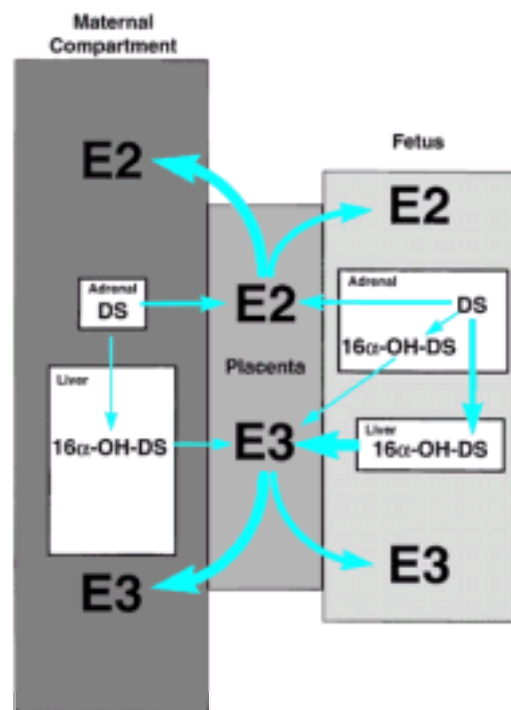 Maternal
Compartment
E2
Adrenal
DS
Liver
16α-OH-DS
E3
E2
Placenta
E3
Fetus
E2
Adrenal
DS
16α-OH-DS
Liver
16α-OH-DS
E3